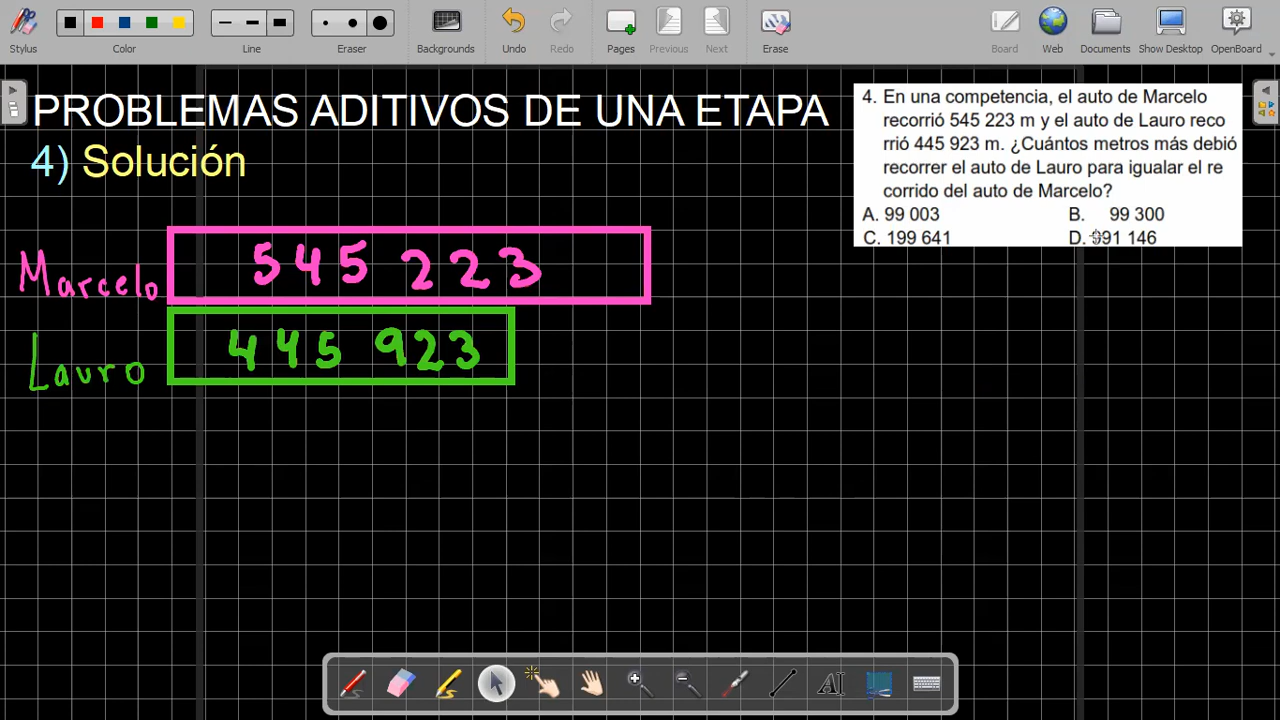 Stylus Color Line Eraser Backgrounds Undo Redo Pages Previous Next Erase Board Web Documents Show Desktop OpenBoard
PROBLEMAS ADITIVOS DE UNA ETAPA
4) Solución
Marcelo 545 223
Lauro 445 923
4. En una competencia, el auto de Marcelo
recorrió 545 223 m y el auto de Lauro reco
rrió 445 923 m. ¿Cuántos metros más debió
recorrer el auto de Lauro para igualar el re
corrido del auto de Marcelo?
A. 99 003 B. 99 300
C. 199 641 D. 991 146